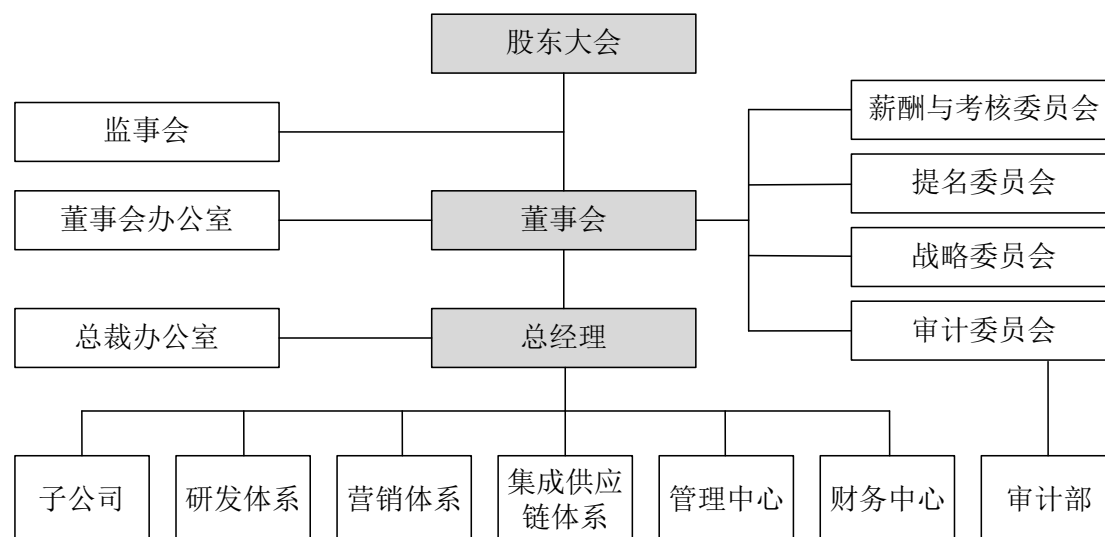 股东大会
监事会
薪酬与考核委员会
提名委员会
董事会办公室
董事会
战略委员会
总裁办公室
总经理
审计委员会
子公司
研发体系
营销体系
集成供应
链体系
管理中心
财务中心
审计部